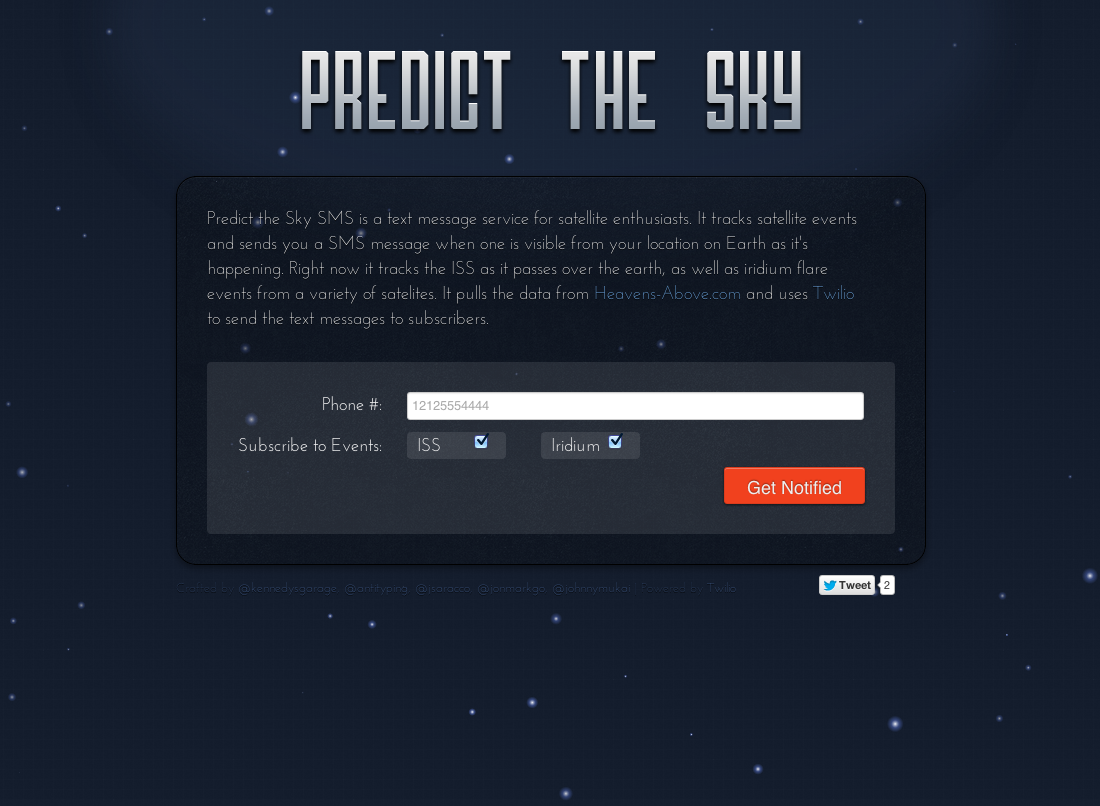 PREDICT THE SKY
Predict the Sky SMS is a text message service for satellite enthusiasts. It tracks satellite events
and sends you a SMS message when one is visible from your location on Earth as it's
happening. Right now it tracks the ISS as it passes over the earth, as well as iridium flare
events from a variety of satelites. It pulls the data from Heavens-Above.com and uses Twilio
to send the text messages to subscribers.
Phone #: 12125554444
Subscribe to Events: ISS Iridium
Get Notified
Created by @kennedysgarage, @anhtyping, @jsaracco, @jonmarkgo, @johnnymukai. Powered by Twilio
Tweet 2